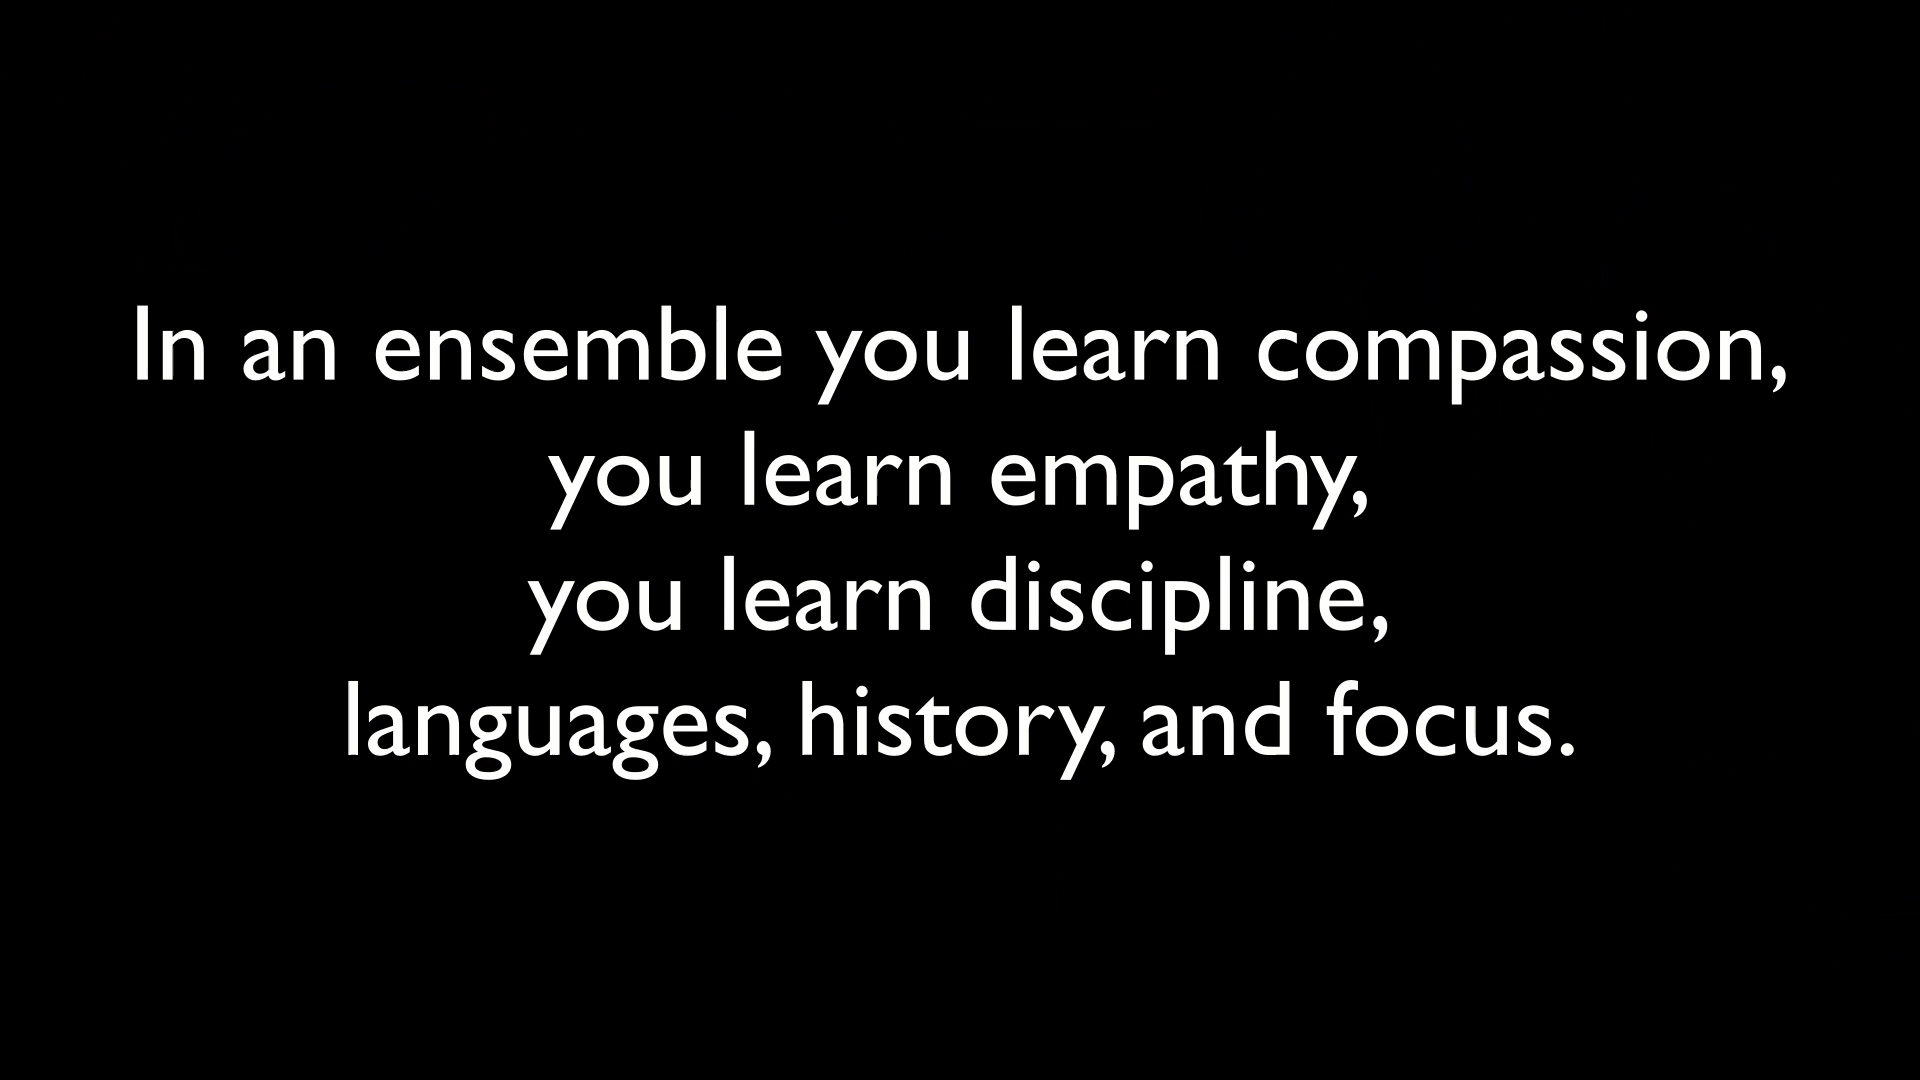 In an ensemble you learn compassion,
you learn empathy,
you learn discipline,
languages, history, and focus.